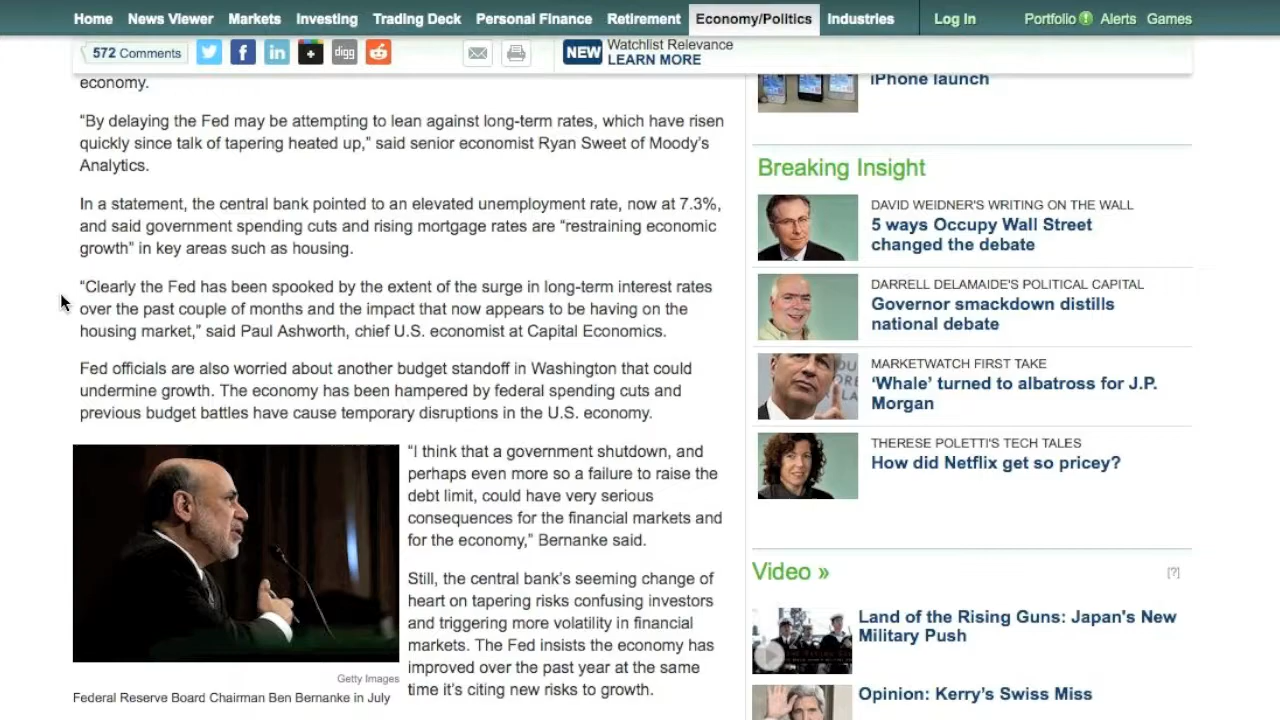 Home News Viewer Markets Investing Trading Deck Personal Finance Retirement Economy/Politics Industries Log In Portfolio Alerts Games
572 Comments
digg
NEW Watchlist Relevance
LEARN MORE
economy.
“By delaying the Fed may be attempting to lean against long-term rates, which have risen
quickly since talk of tapering heated up,” said senior economist Ryan Sweet of Moody’s
Analytics.
In a statement, the central bank pointed to an elevated unemployment rate, now at 7.3%,
and said government spending cuts and rising mortgage rates are “restraining economic
growth” in key areas such as housing.
“Clearly the Fed has been spooked by the extent of the surge in long-term interest rates
over the past couple of months and the impact that now appears to be having on the
housing market,” said Paul Ashworth, chief U.S. economist at Capital Economics.
Fed officials are also worried about another budget standoff in Washington that could
undermine growth. The economy has been hampered by federal spending cuts and
previous budget battles have cause temporary disruptions in the U.S. economy.
“I think that a government shutdown, and
perhaps even more so a failure to raise the
debt limit, could have very serious
consequences for the financial markets and
for the economy,” Bernanke said.
Still, the central bank’s seeming change of
heart on tapering risks confusing investors
and triggering more volatility in financial
markets. The Fed insists the economy has
improved over the past year at the same
time it’s citing new risks to growth.
Getty Images
Federal Reserve Board Chairman Ben Bernanke in July
iPhone launch
Breaking Insight
DAVID WEIDNER'S WRITING ON THE WALL
5 ways Occupy Wall Street
changed the debate
DARRELL DELAMAIDE'S POLITICAL CAPITAL
Governor smackdown distills
national debate
MARKETWATCH FIRST TAKE
‘Whale’ turned to albatross for J.P.
Morgan
THERESE POLETTI'S TECH TALES
How did Netflix get so pricey?
Video »
[?]
Land of the Rising Guns: Japan's New
Military Push
Opinion: Kerry’s Swiss Miss